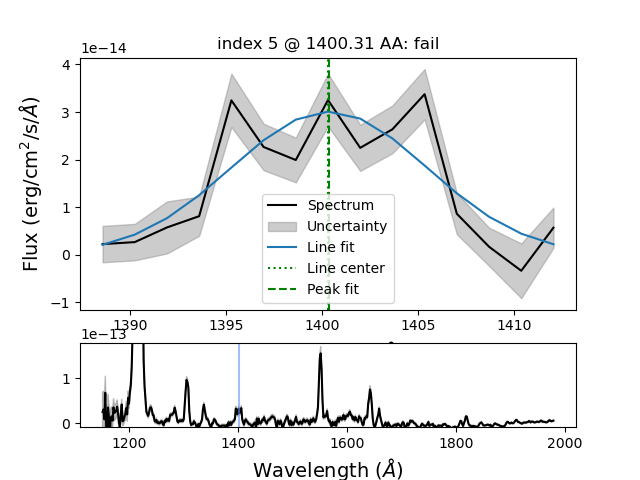 index 5 @ 1400.31 AA: fail
1e−14
Flux (erg/cm²/s/Å)
4
3
2
1
0
−1
Spectrum
Uncertainty
Line fit
Line center
Peak fit
1390 1395 1400 1405 1410
1e−13
1
0
1200 1400 1600 1800 2000
Wavelength (Å)